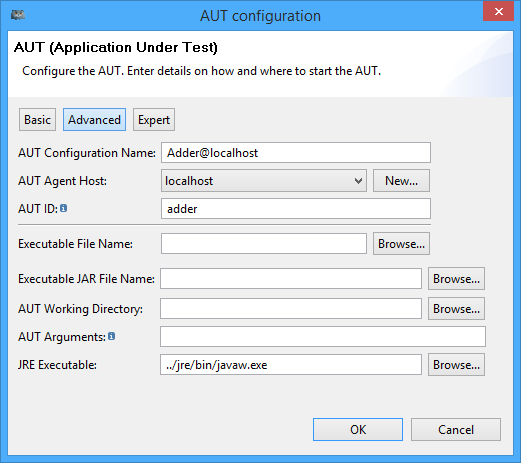 AUT configuration
AUT (Application Under Test)
Configure the AUT. Enter details on how and where to start the AUT.
Basic Advanced Expert
AUT Configuration Name: Adder@localhost
AUT Agent Host: localhost New...
AUT ID: adder
Executable File Name: Browse...
Executable JAR File Name: Browse...
AUT Working Directory: Browse...
AUT Arguments:
JRE Executable: ../jre/bin/javaw.exe Browse...
OK Cancel